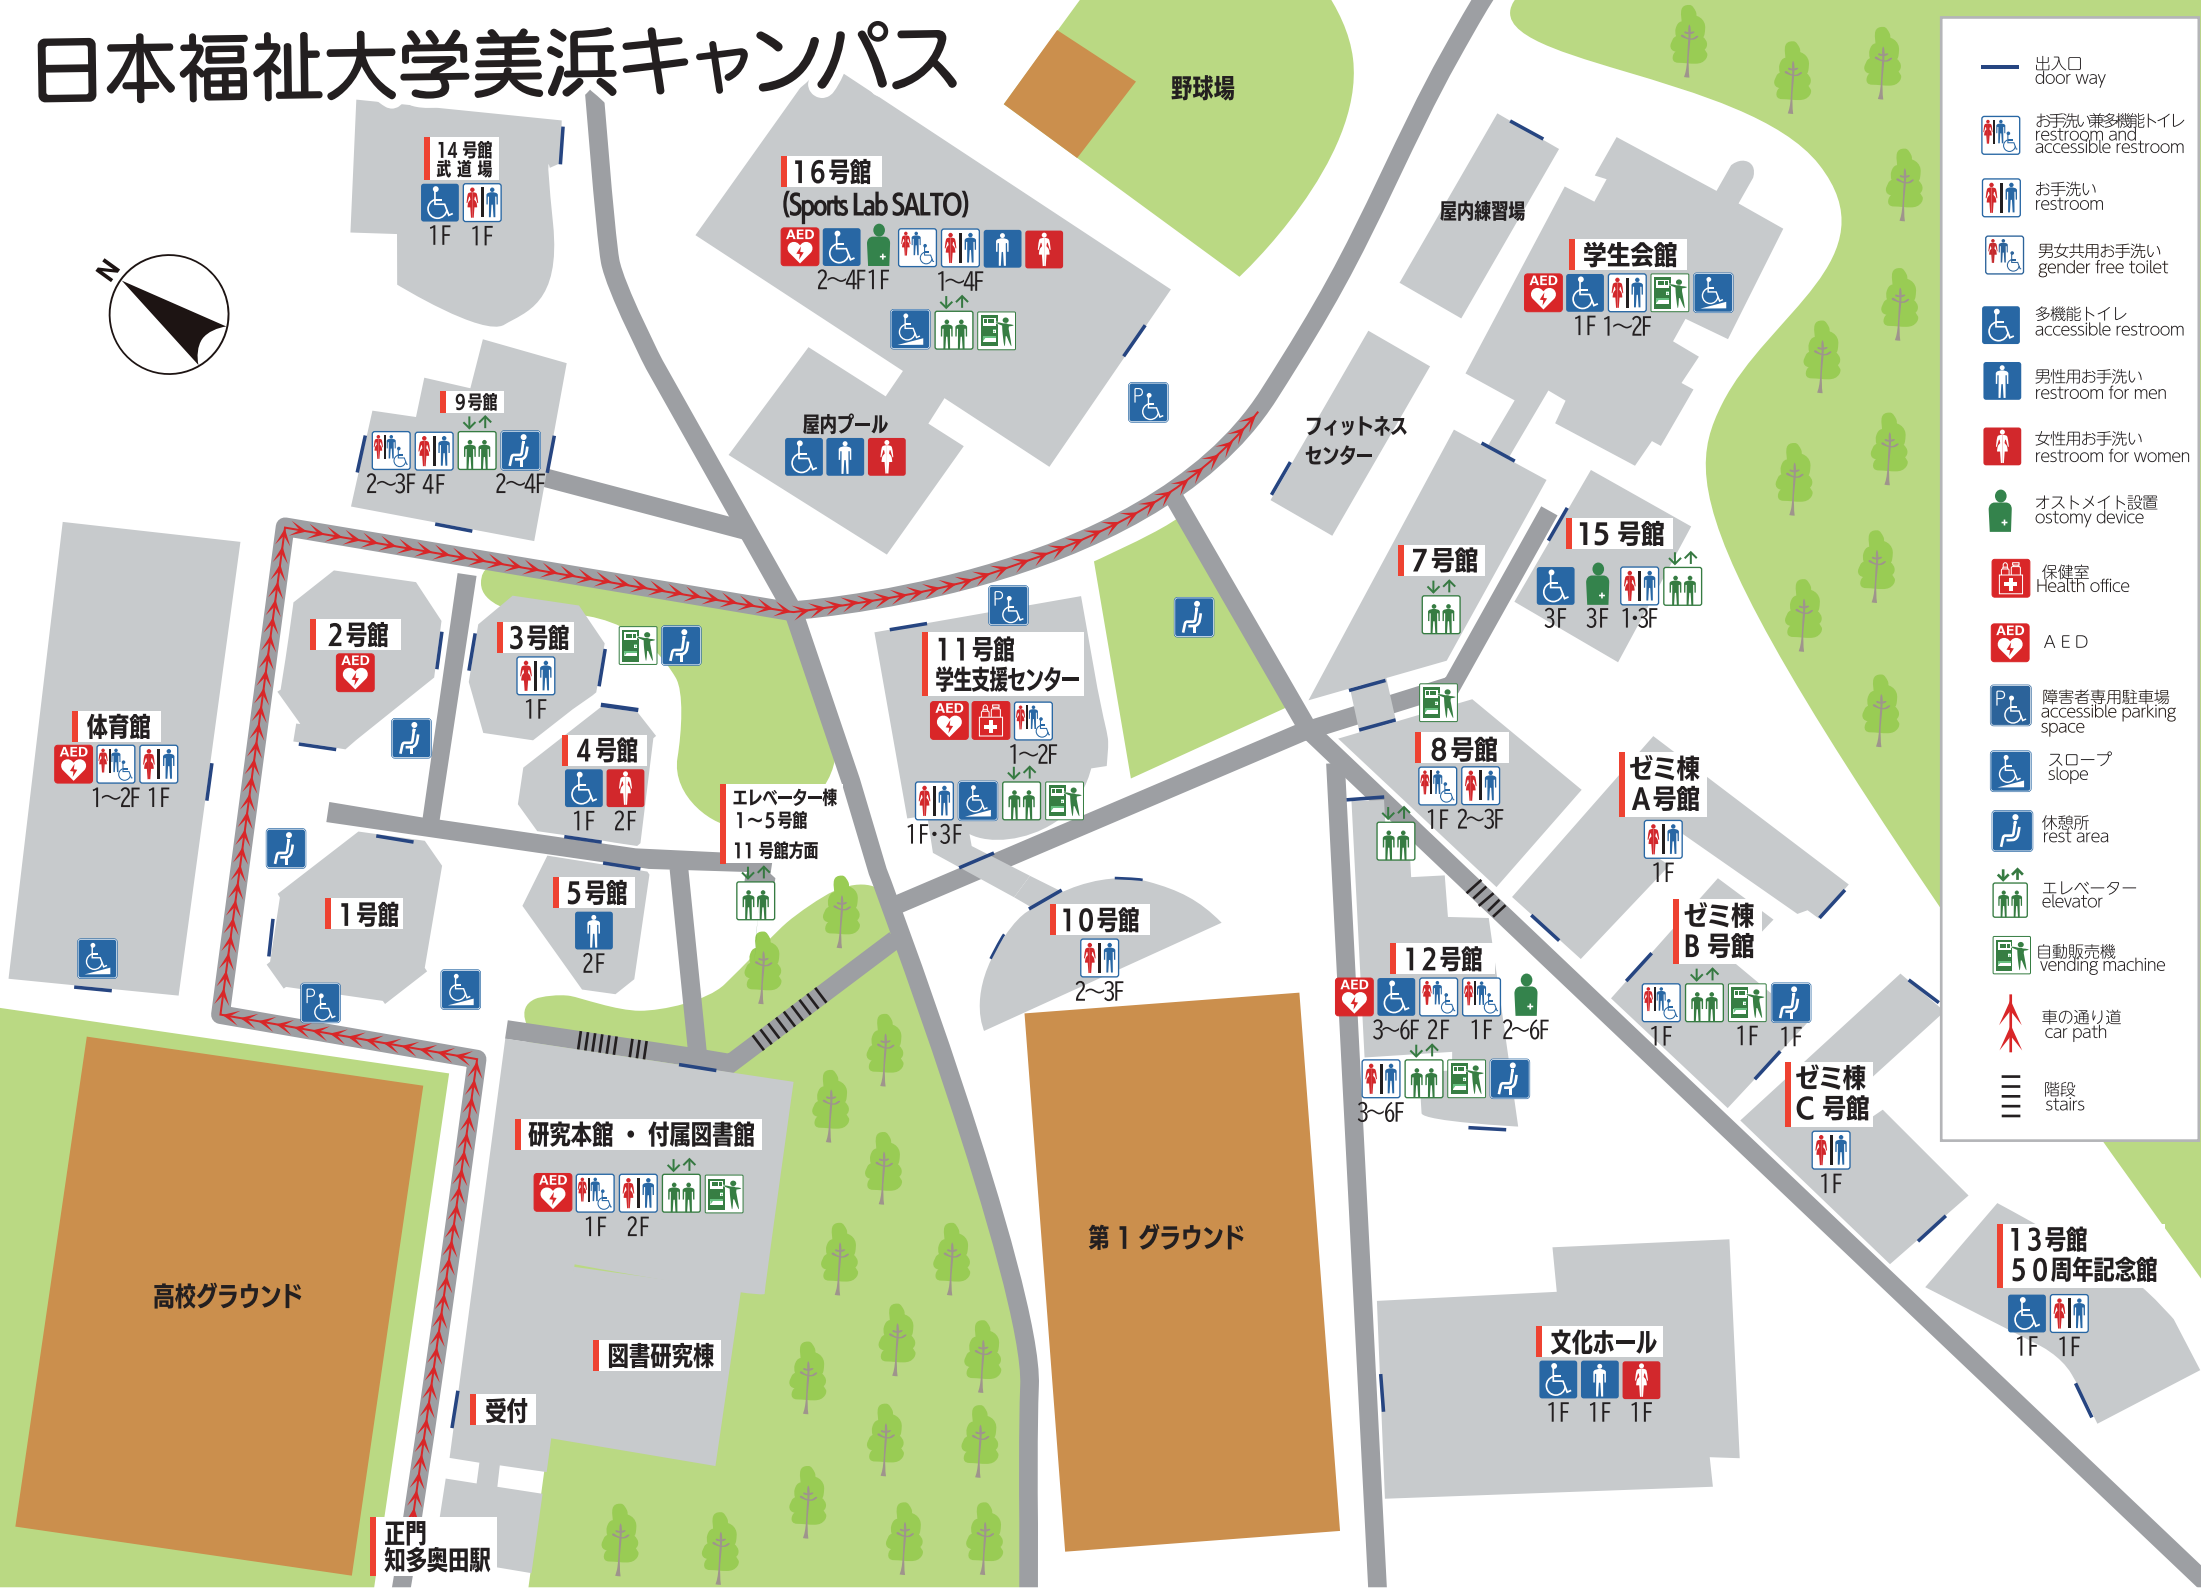 日本福祉大学美浜キャンパス
野球場
14号館
武道場
1F 1F
N
16号館
(Sports Lab SALTO)
AED
2〜4F 1F 1〜4F
屋内練習場
学生会館
AED
1F 1〜2F
9号館
2〜3F 4F 2〜4F
屋内プール
P
フィットネス
センター
7号館
15号館
3F 3F 1・3F
2号館
AED
3号館
1F
P
11号館
学生支援センター
AED
1〜2F
1F・3F
体育館
AED
1〜2F 1F
4号館
1F 2F
エレベーター棟
1〜5号館
11号館方面
8号館
1F 2〜3F
ゼミ棟
A号館
1F
1号館
5号館
2F
P
10号館
2〜3F
12号館
AED
3〜6F 2F 1F 2〜6F
3〜6F
ゼミ棟
B号館
1F 1F 1F
ゼミ棟
C号館
1F
研究本館・付属図書館
AED
1F 2F
高校グラウンド
図書研究棟
受付
第1グラウンド
13号館
50周年記念館
1F 1F
文化ホール
1F 1F 1F
正門
知多奥田駅
出入口
door way
お手洗い兼多機能トイレ
restroom and
accessible restroom
お手洗い
restroom
男女共用お手洗い
gender free toilet
多機能トイレ
accessible restroom
男性用お手洗い
restroom for men
女性用お手洗い
restroom for women
オストメイト設置
ostomy device
保健室
Health office
AED
AED
P
障害者専用駐車場
accessible parking
space
スロープ
slope
休憩所
rest area
エレベーター
elevator
自動販売機
vending machine
車の通り道
car path
階段
stairs